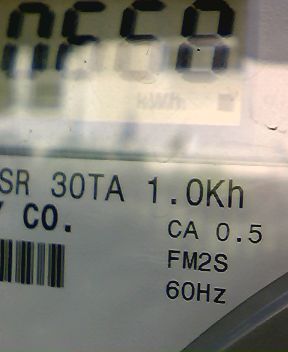 kWh
SR 30TA 1.0Kh
Y CO.
CA 0.5
FM2S
60Hz